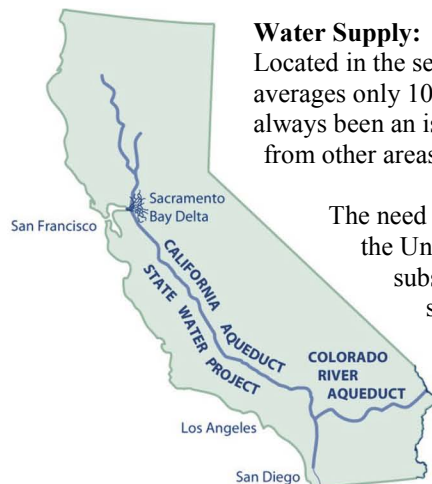 Water Supply:
Located in the se
averages only 10
always been an is
from other areas
The need
the Un
subs
s
Sacramento
Bay Delta
San Francisco
CALIFORNIA
AQUEDUCT
STATE WATER
PROJECT
COLORADO
RIVER
AQUEDUCT
Los Angeles
San Diego